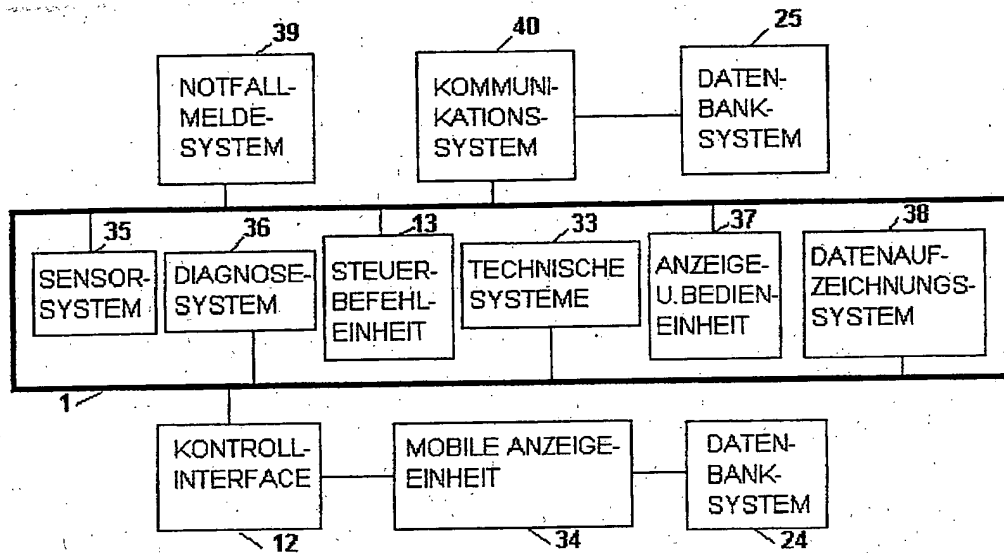 39
40
25
NOTFALL-
MELDE-
SYSTEM
KOMMUNI-
KATIONS-
SYSTEM
DATEN-
BANK-
SYSTEM
35
36
13
33
37
38
SENSOR-
SYSTEM
DIAGNOSE-
SYSTEM
STEUER-
BEFEHL-
EINHEIT
TECHNISCHE
SYSTEME
ANZEIGE-
U.BEDIEN-
EINHEIT
DATENAUF-
ZEICHNUNGS-
SYSTEM
1
KONTROLL-
INTERFACE
MOBILE ANZEIGE-
EINHEIT
DATEN-
BANK-
SYSTEM
12
34
24